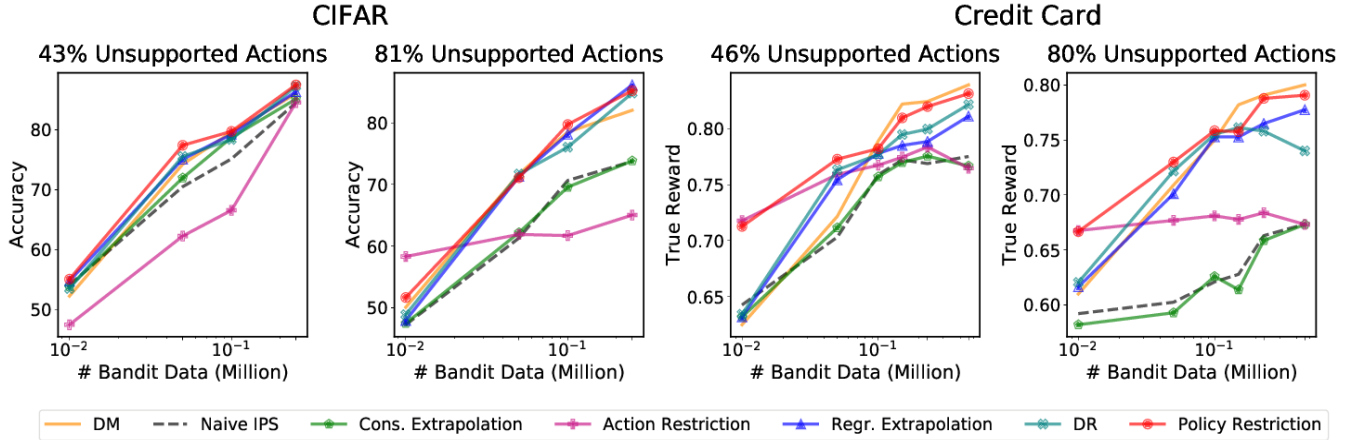 CIFAR
Credit Card
43% Unsupported Actions
81% Unsupported Actions
46% Unsupported Actions
80% Unsupported Actions
Accuracy
80
70
60
50
10⁻²
10⁻¹
# Bandit Data (Million)
Accuracy
80
70
60
50
10⁻²
10⁻¹
# Bandit Data (Million)
True Reward
0.80
0.75
0.70
0.65
10⁻²
10⁻¹
# Bandit Data (Million)
True Reward
0.80
0.75
0.70
0.65
0.60
10⁻²
10⁻¹
# Bandit Data (Million)
DM Naive IPS Cons. Extrapolation Action Restriction Regr. Extrapolation DR Policy Restriction